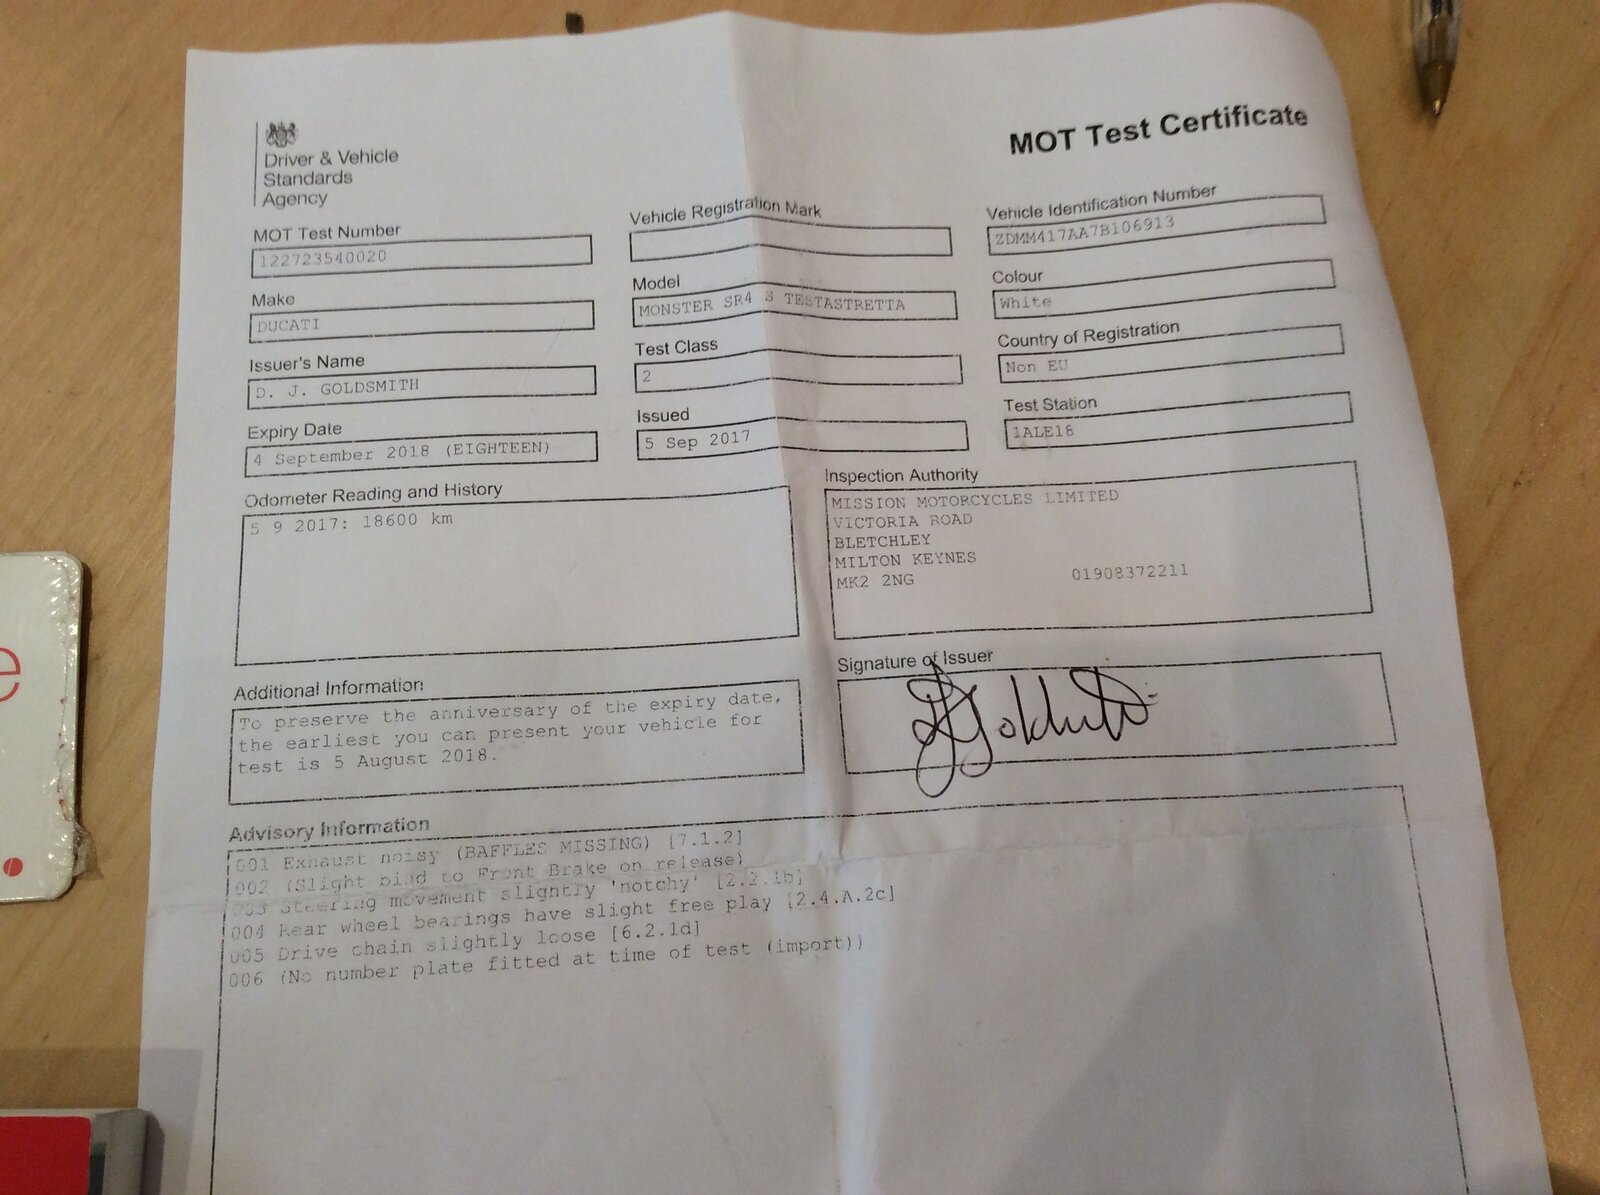 Driver & Vehicle
Standards
Agency
MOT Test Certificate
MOT Test Number
122723540020
Vehicle Registration Mark
Vehicle Identification Number
ZDMM417AA7B106913
Make
DUCATI
Model
MONSTER SR4 S TESTASTRETTA
Colour
White
Issuer's Name
D. J. GOLDSMITH
Test Class
2
Country of Registration
Non EU
Expiry Date
4 September 2018 (EIGHTEEN)
Issued
5 Sep 2017
Test Station
1ALE18
Odometer Reading and History
5 9 2017: 18600 km
Inspection Authority
MISSION MOTORCYCLES LIMITED
VICTORIA ROAD
BLETCHLEY
MILTON KEYNES
MK2 2NG 01908372211
Additional Information
To preserve the anniversary of the expiry date,
the earliest you can present your vehicle for
test is 5 August 2018.
Signature of Issuer
Advisory Information
001 Exhaust noisy (BAFFLES MISSING) [7.1.2]
002 (Slight bind to Front Brake on release)
003 Steering movement slightly 'notchy' [2.2.1b]
004 Rear wheel bearings have slight free play [2.4.A.2c]
005 Drive chain slightly loose [6.2.1d]
006 (No number plate fitted at time of test (import))
e